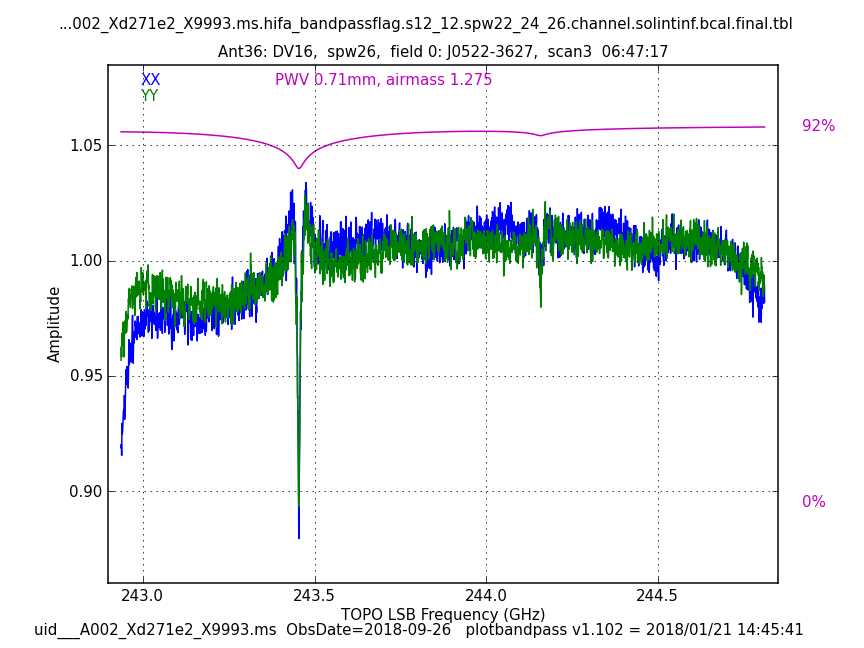 ...002_Xd271e2_X9993.ms.hifa_bandpassflag.s12_12.spw22_24_26.channel.solintinf.bcal.final.tbl
Ant36: DV16,  spw26,  field 0: J0522-3627,  scan3  06:47:17
XX
PWV 0.71mm, airmass 1.275
YY
92%
1.05
1.00
Amplitude
0.95
0.90
0%
243.0 243.5 244.0 244.5
TOPO LSB Frequency (GHz)
uid___A002_Xd271e2_X9993.ms  ObsDate=2018-09-26   plotbandpass v1.102 = 2018/01/21 14:45:41